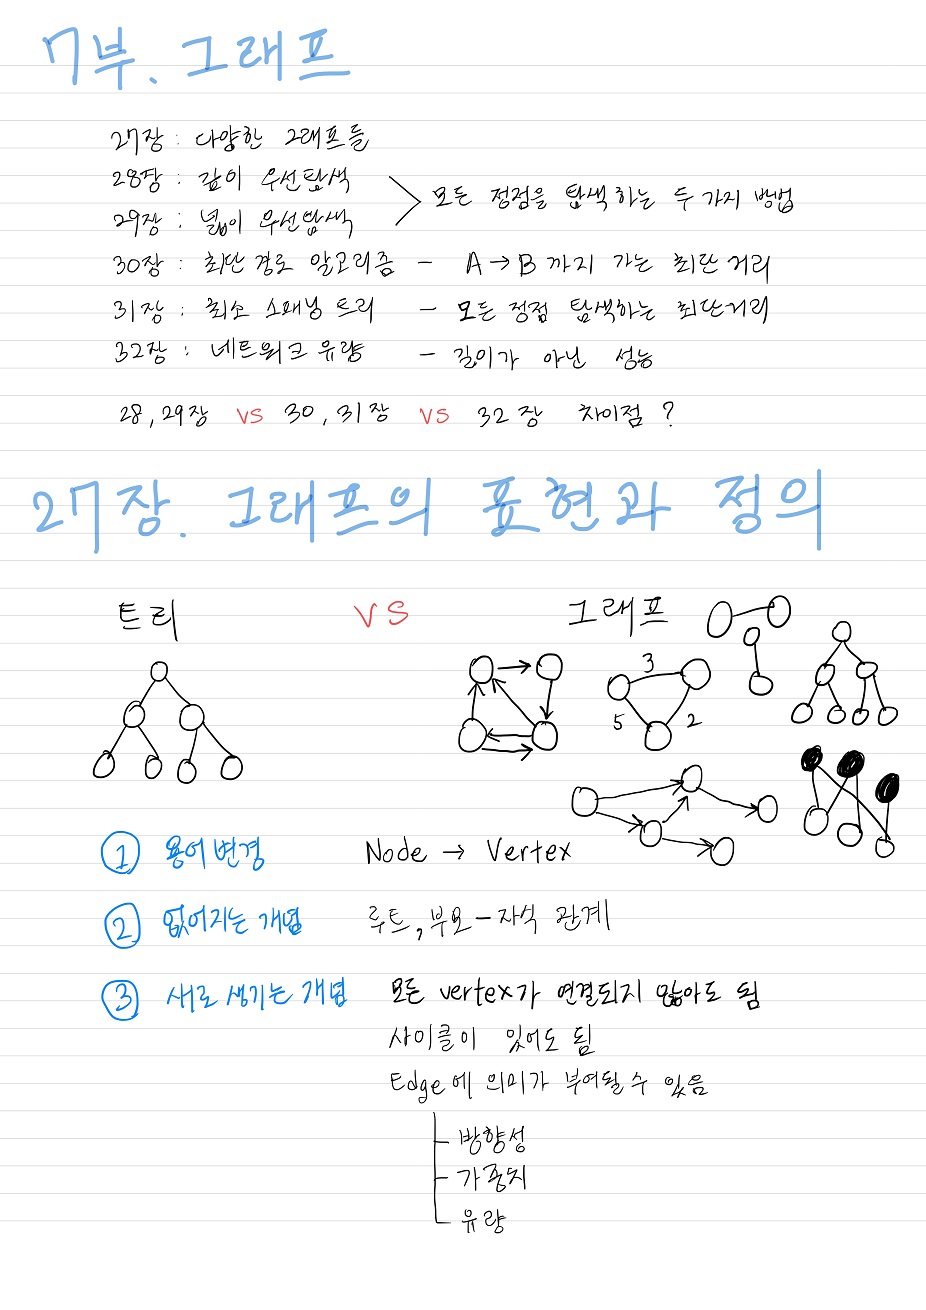 7부. 그래프
27장 : 다양한 그래프들
28장 : 깊이 우선탐색
29장 : 넓이 우선탐색
모든 정점을 탐색하는 두 가지 방법
30장 : 최단 경로 알고리즘 - A → B 까지 가는 최단거리
31장 : 최소 스패닝 트리 - 모든 정점 탐색하는 최단거리
32장 : 네트워크 유량 - 길이가 아닌 성능
28, 29장 VS 30, 31장 VS 32장 차이점 ?
27장. 그래프의 표현과 정의
트리 VS 그래프
3
5 2
① 용어변경 Node → Vertex
② 없어지는 개념 루트, 부모-자식 관계
③ 새로 생기는 개념 모든 vertex가 연결되지 않아도 됨
사이클이 있어도 됨
Edge에 의미가 부여될 수 있음
방향성
가중치
유량